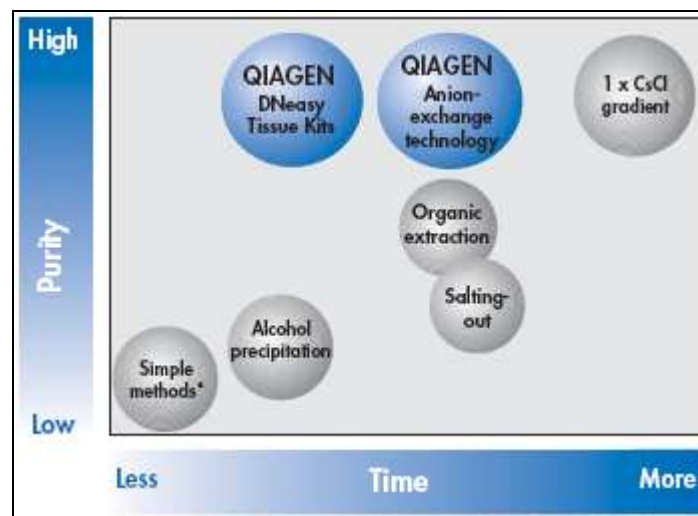 High
QIAGEN
DNeasy
Tissue Kits
QIAGEN
Anion-
exchange
technology
1 x CsCl
gradient
Organic
extraction
Salting-
out
Alcohol
precipitation
Simple
methods*
Purity
Low
Less
Time
More